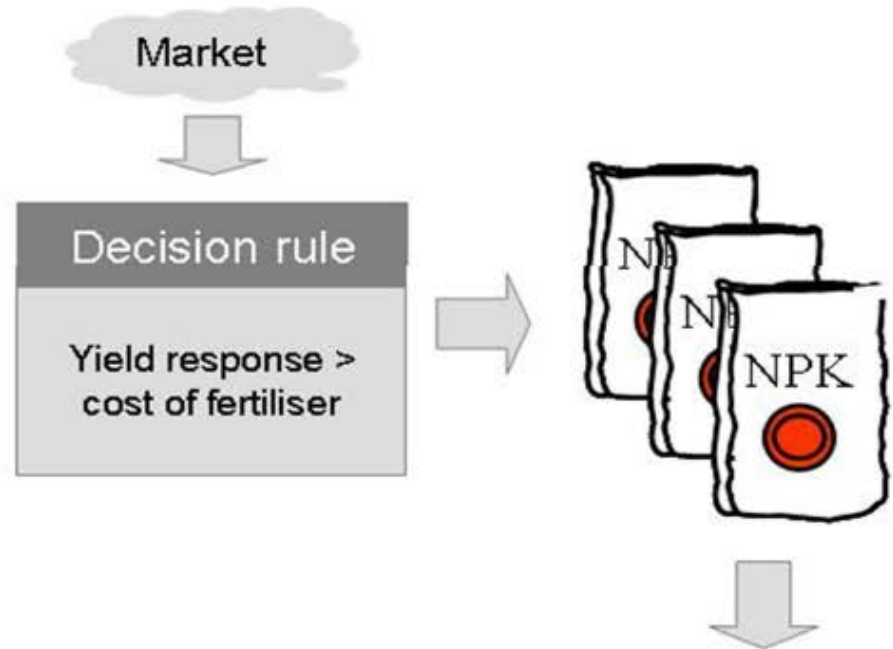 Market
Decision rule
Yield response >
cost of fertiliser
N
N
NPK